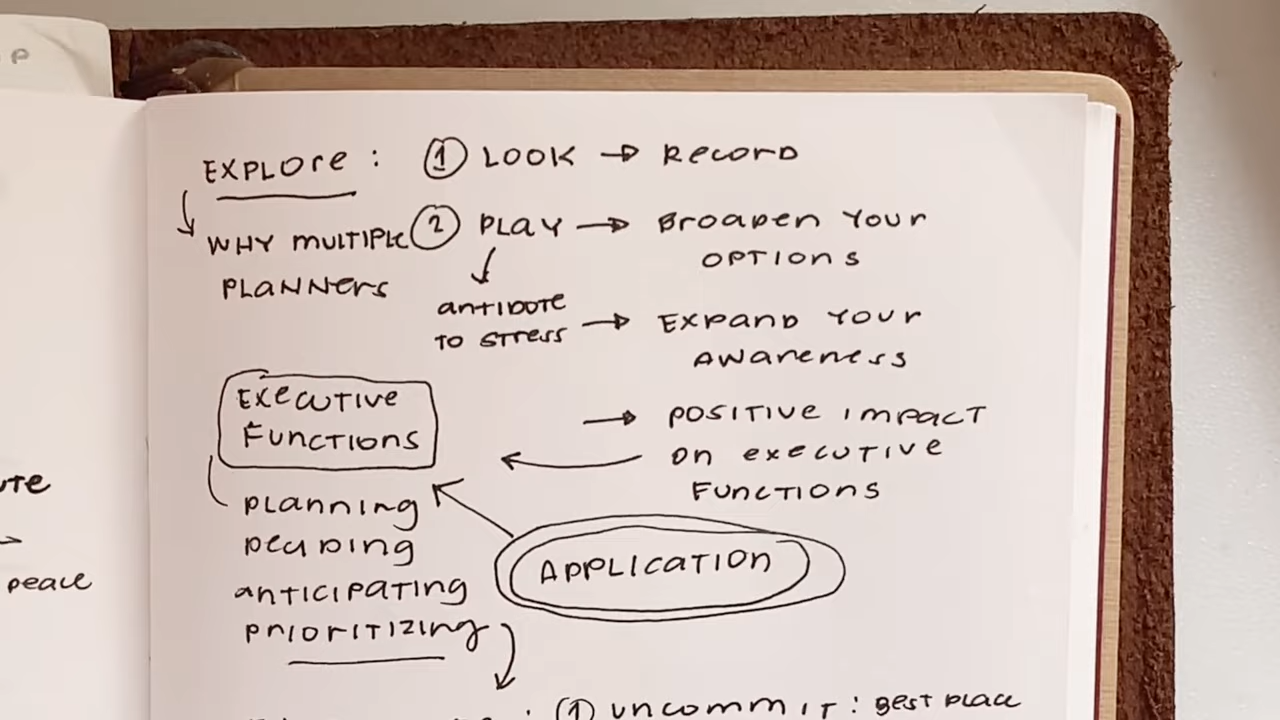 P
EXPLORE : ① LOOK → RECORD
↓ WHY MULTIPLE ② PLAY → BROADEN YOUR
PLANNERS OPTIONS
ANTIDOTE
TO STRESS → EXPAND YOUR
AWARENESS
EXECUTIVE
FUNCTIONS
→ POSITIVE IMPACT
ON EXECUTIVE
FUNCTIONS
PLANNING
DECIDING
ANTICIPATING
PRIORITIZING
APPLICATION
PEACE
: ① UNCOMMIT : BEST PLACE